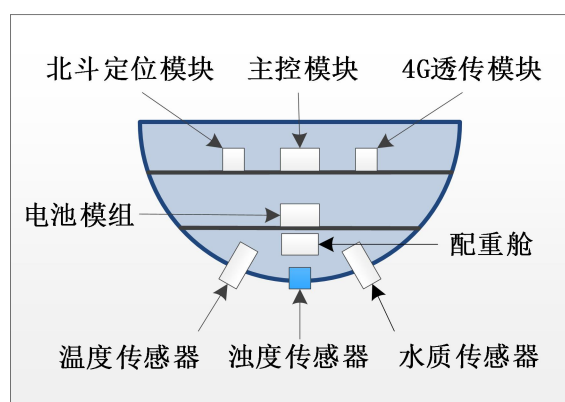 北斗定位模块
主控模块
4G透传模块
电池模组
配重舱
温度传感器
浊度传感器
水质传感器